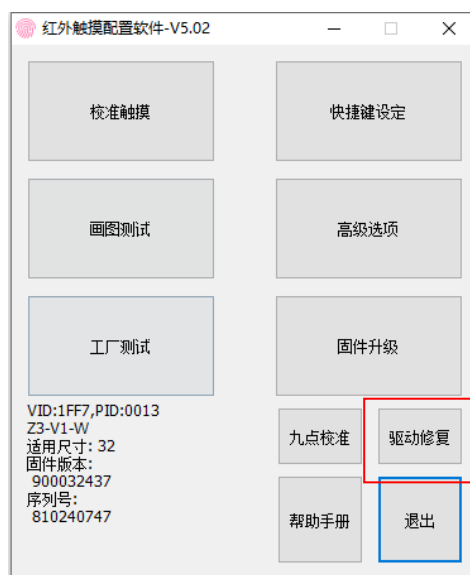 红外触摸配置软件-V5.02
校准触摸
快捷键设定
画图测试
高级选项
工厂测试
固件升级
VID:1FF7,PID:0013
Z3-V1-W
适用尺寸: 32
固件版本:
900032437
序列号:
810240747
九点校准
驱动修复
帮助手册
退出